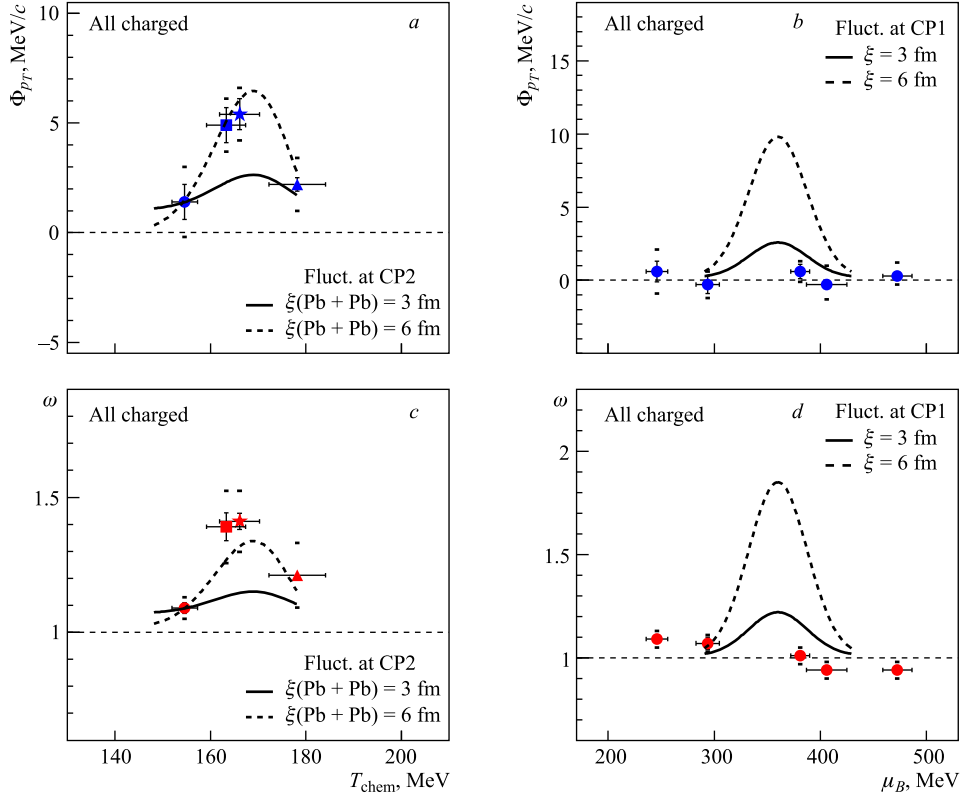 All charged
a
Φ_{p_T}, MeV/c
10
5
0
–5
Fluct. at CP2
ξ(Pb + Pb) = 3 fm
ξ(Pb + Pb) = 6 fm
All charged
b
Fluct. at CP1
ξ = 3 fm
ξ = 6 fm
Φ_{p_T}, MeV/c
15
10
5
0
All charged
c
ω
1.5
1
Fluct. at CP2
ξ(Pb + Pb) = 3 fm
ξ(Pb + Pb) = 6 fm
140 160 180 200
T_{chem}, MeV
All charged
d
Fluct. at CP1
ξ = 3 fm
ξ = 6 fm
ω
2
1.5
1
200 300 400 500
μ_B, MeV